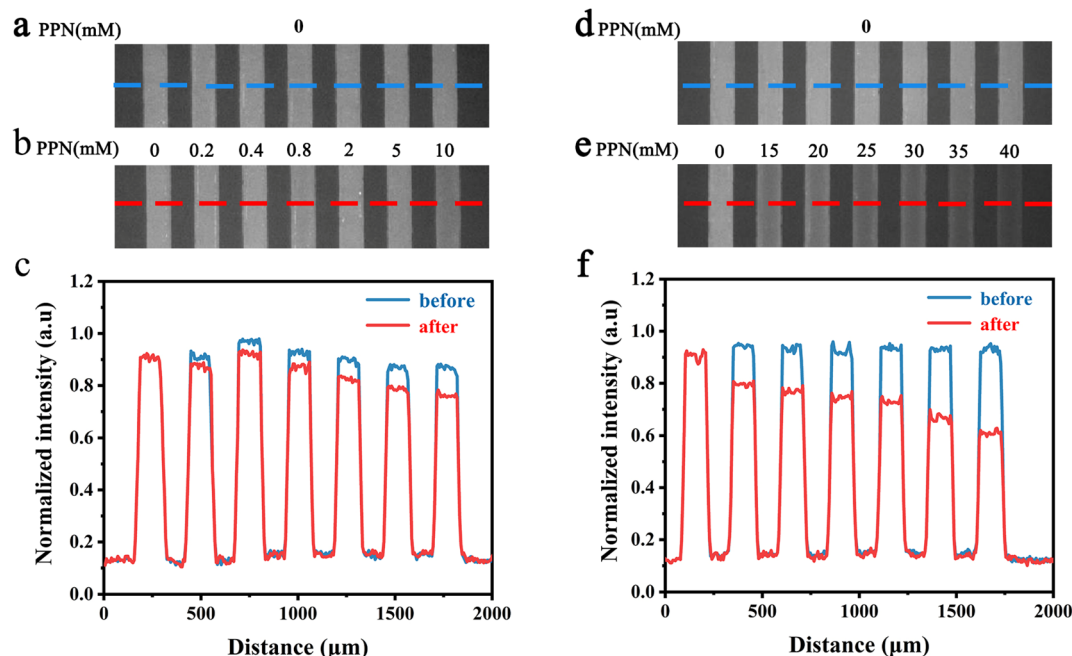 a PPN(mM) 0
b PPN(mM) 0 0.2 0.4 0.8 2 5 10
c
Normalized intensity (a.u)
1.2
1.0
0.8
0.6
0.4
0.2
0.0
before
after
0 500 1000 1500 2000
Distance (μm)
d PPN(mM) 0
e PPN(mM) 0 15 20 25 30 35 40
f
Normalized intensity (a.u)
1.2
1.0
0.8
0.6
0.4
0.2
0.0
before
after
0 500 1000 1500 2000
Distance (μm)